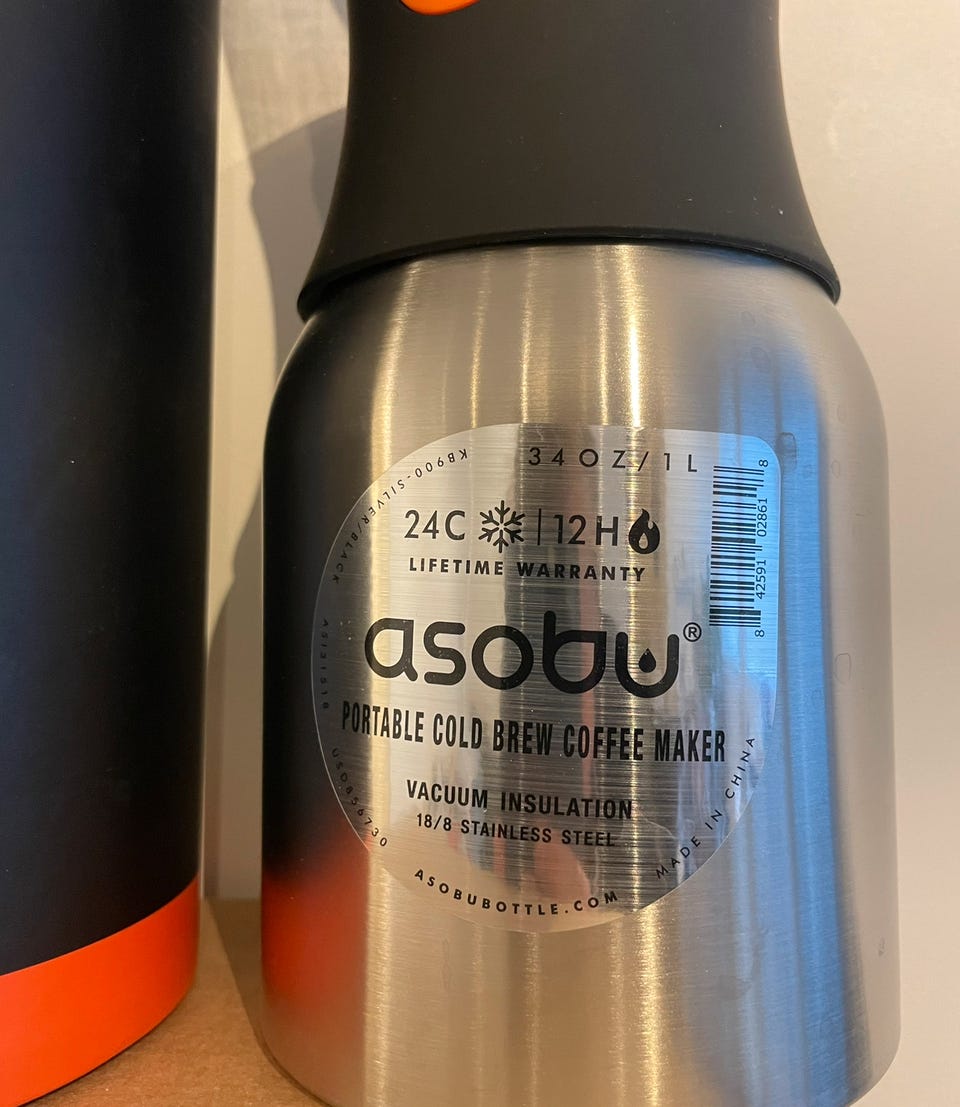 34OZ/1L
KB900-SILVER/BLACK
24C | 12H
LIFETIME WARRANTY
asobu®
PORTABLE COLD BREW COFFEE MAKER
VACUUM INSULATION
18/8 STAINLESS STEEL
USD856730
ASOBUBOTTLE.COM
MADE IN CHINA
8 42591 02861 8